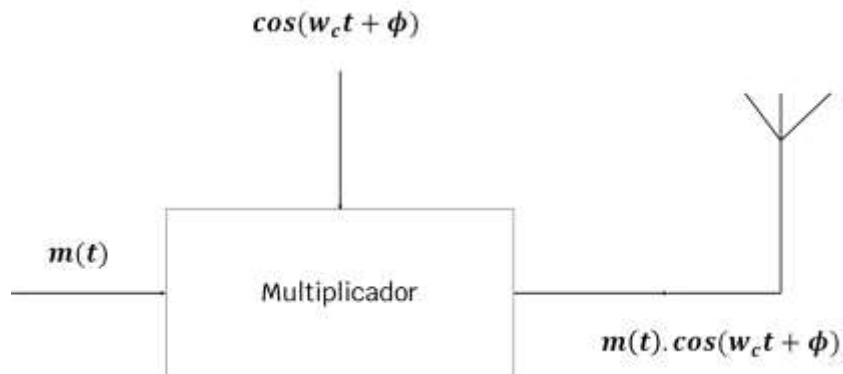 cos(w_c t + ϕ)
m(t)
Multiplicador
m(t).cos(w_c t + ϕ)